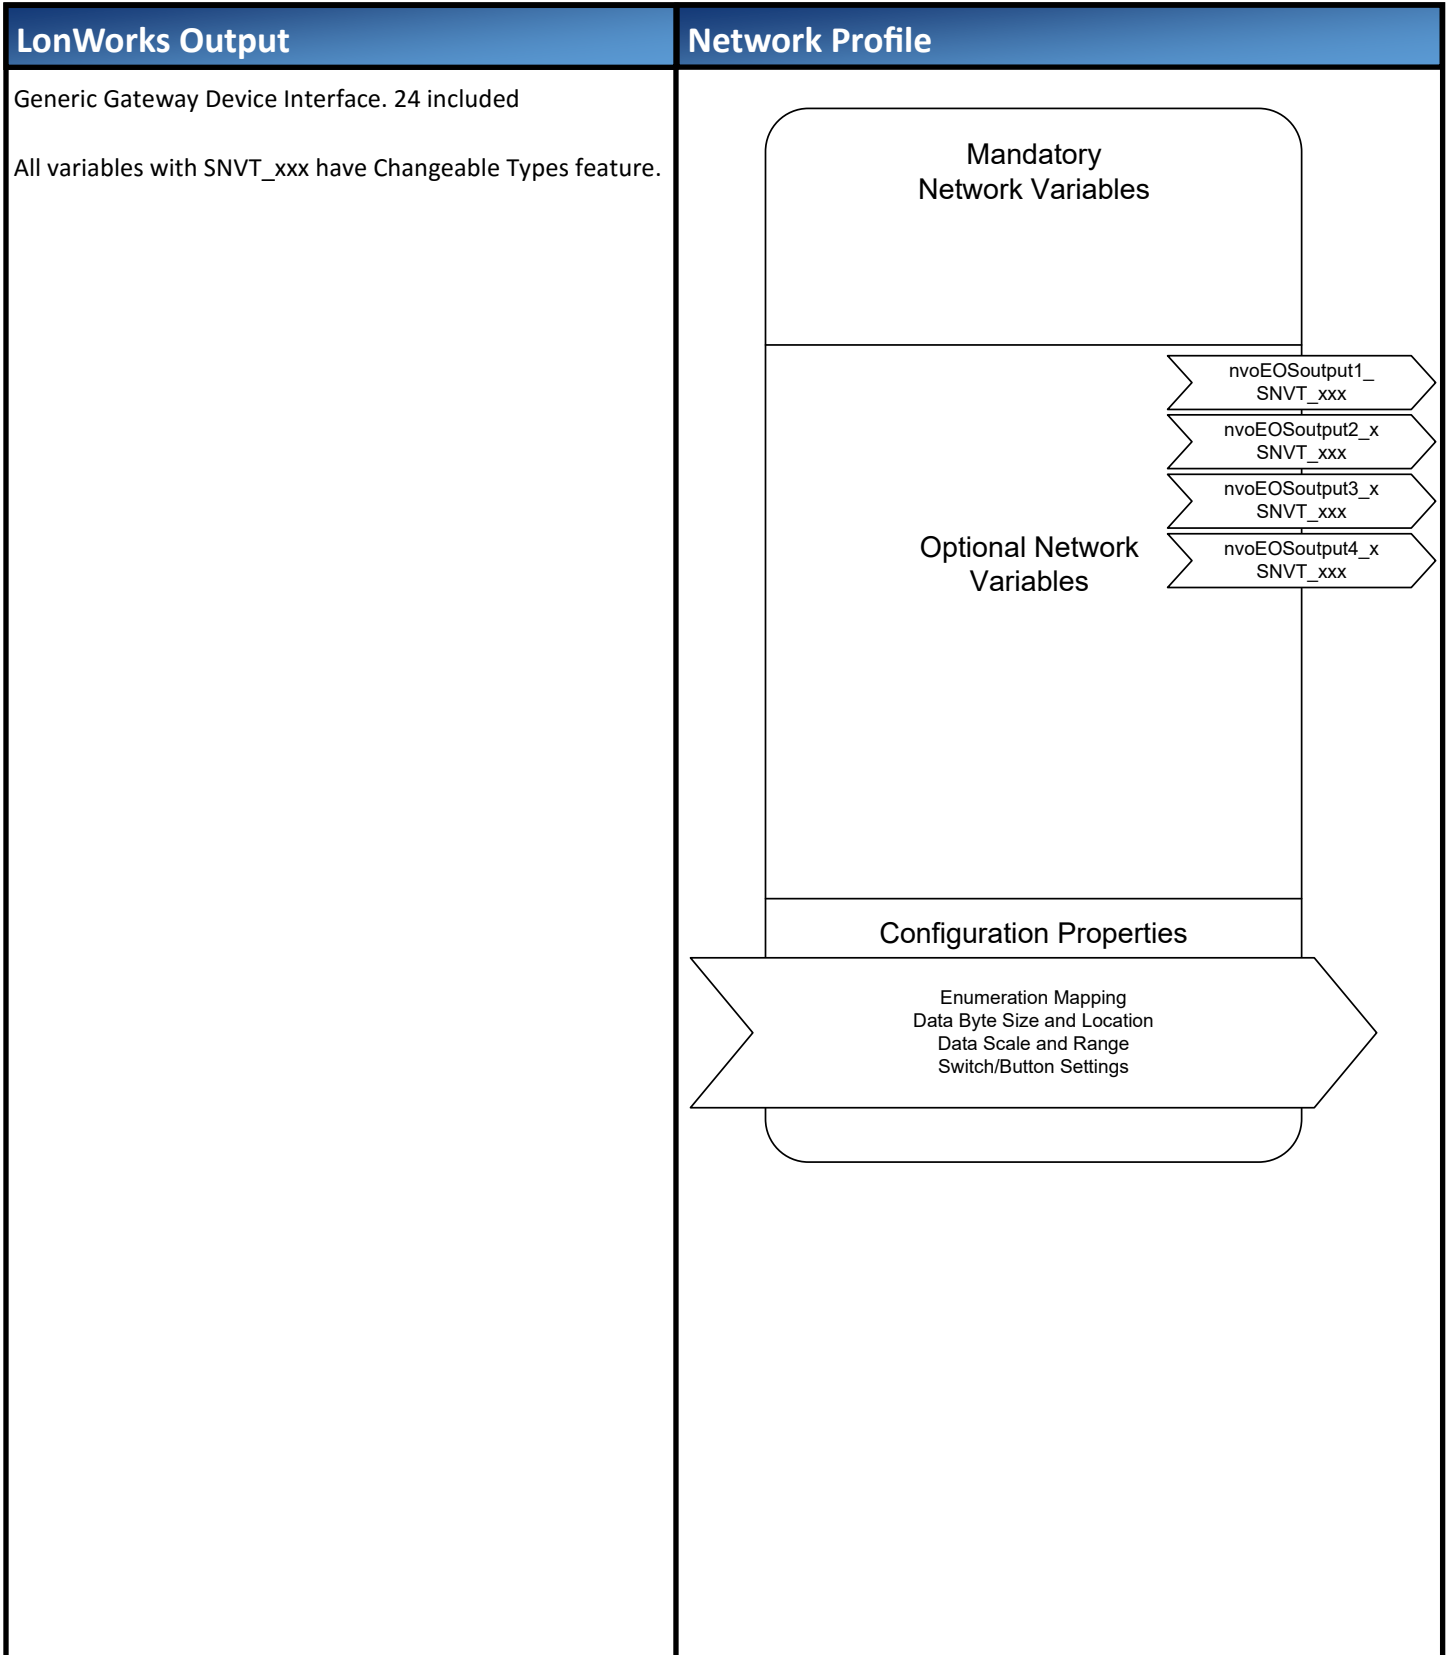 LonWorks Output
Network Profile
Generic Gateway Device Interface. 24 included
All variables with SNVT_xxx have Changeable Types feature.
Mandatory
Network Variables
nvoEOSoutput1_
SNVT_xxx
nvoEOSoutput2_x
SNVT_xxx
nvoEOSoutput3_x
SNVT_xxx
nvoEOSoutput4_x
SNVT_xxx
Optional Network
Variables
Configuration Properties
Enumeration Mapping
Data Byte Size and Location
Data Scale and Range
Switch/Button Settings